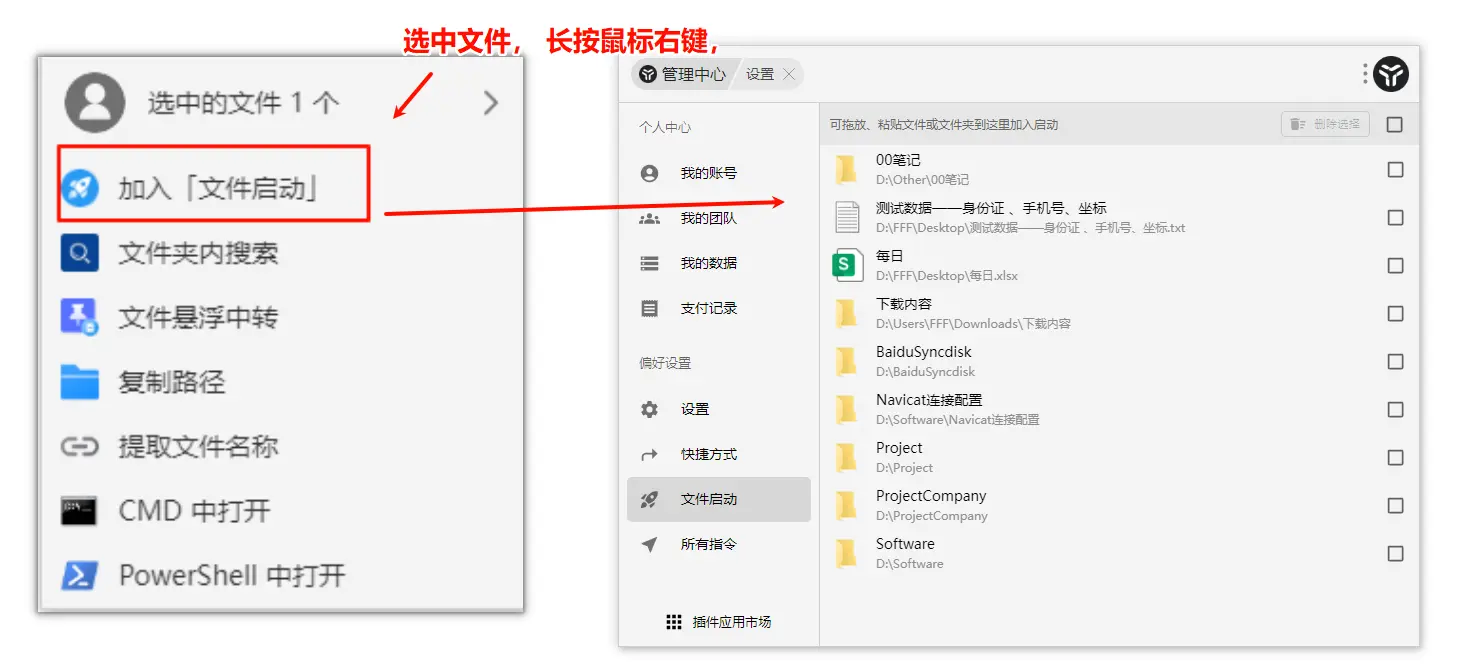 选中文件， 长按鼠标右键，
选中的文件 1 个
加入「文件启动」
文件夹内搜索
文件悬浮中转
复制路径
提取文件名称
CMD 中打开
PowerShell 中打开
管理中心 设置
个人中心
我的账号
我的团队
我的数据
支付记录
偏好设置
设置
快捷方式
文件启动
所有指令
插件应用市场
可拖放、粘贴文件或文件夹到这里加入启动 删除选择
00笔记
D:\Other\00笔记
测试数据——身份证 、手机号、坐标
D:\FFF\Desktop\测试数据——身份证 、手机号、坐标.txt
S
每日
D:\FFF\Desktop\每日.xlsx
下载内容
D:\Users\FFF\Downloads\下载内容
BaiduSyncdisk
D:\BaiduSyncdisk
Navicat连接配置
D:\Software\Navicat连接配置
Project
D:\Project
ProjectCompany
D:\ProjectCompany
Software
D:\Software